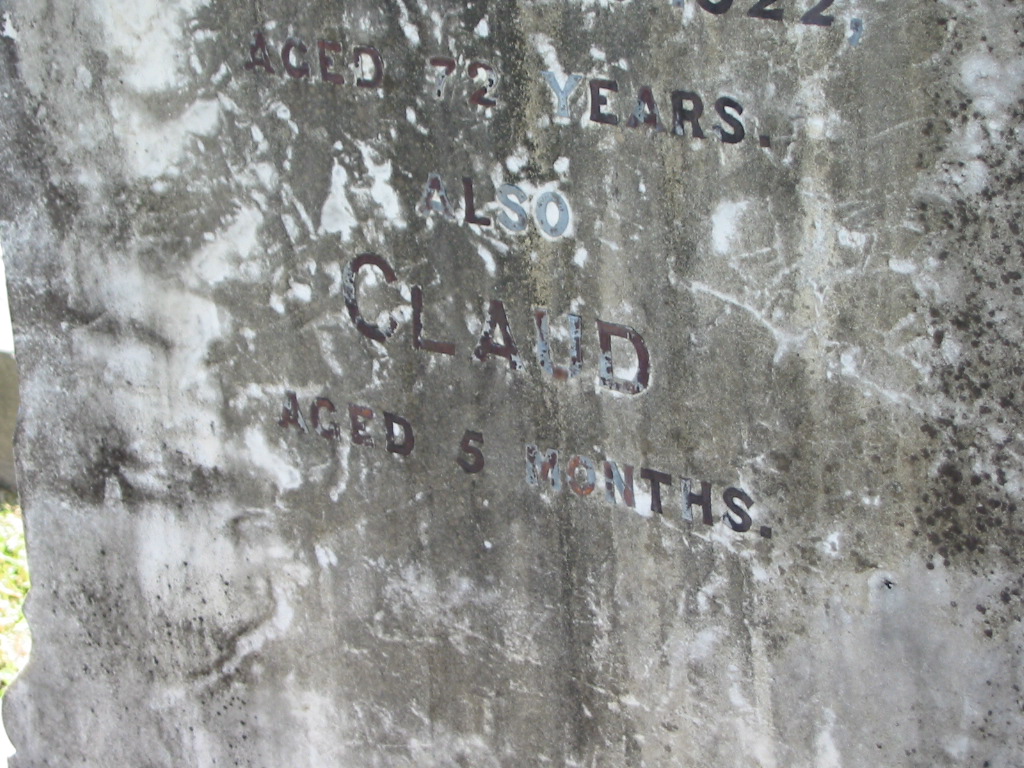 AGED 72 YEARS.
ALSO
CLAUD
AGED 5 MONTHS.